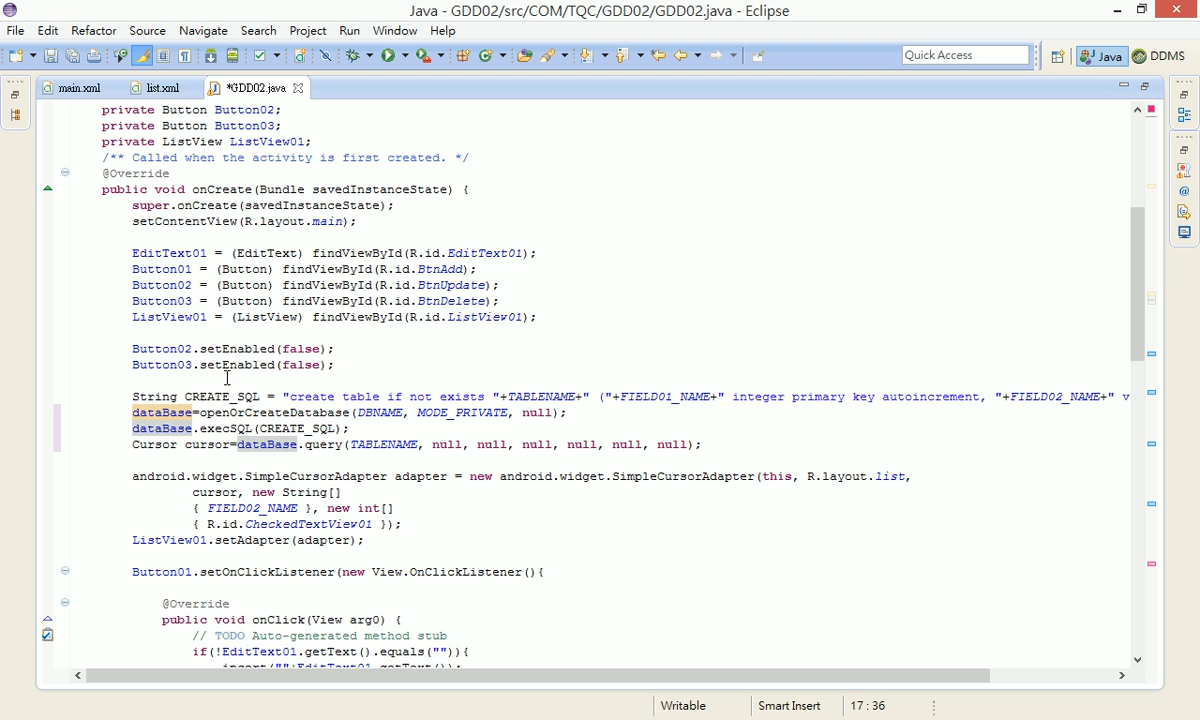 Java - GDD02/src/COM/TQC/GDD02/GDD02.java - Eclipse
File Edit Refactor Source Navigate Search Project Run Window Help
Quick Access Java DDMS
main.xml list.xml *GDD02.java
private Button Button02;
private Button Button03;
private ListView ListView01;
/** Called when the activity is first created. */
@Override
public void onCreate(Bundle savedInstanceState) {
super.onCreate(savedInstanceState);
setContentView(R.layout.main);
EditText01 = (EditText) findViewById(R.id.EditText01);
Button01 = (Button) findViewById(R.id.BtnAdd);
Button02 = (Button) findViewById(R.id.BtnUpdate);
Button03 = (Button) findViewById(R.id.BtnDelete);
ListView01 = (ListView) findViewById(R.id.ListView01);
Button02.setEnabled(false);
Button03.setEnabled(false);
String CREATE_SQL = "create table if not exists "+TABLENAME+" ("+FIELD01_NAME+" integer primary key autoincrement, "+FIELD02_NAME+" v
dataBase=openOrCreateDatabase(DBNAME, MODE_PRIVATE, null);
dataBase.execSQL(CREATE_SQL);
Cursor cursor=dataBase.query(TABLENAME, null, null, null, null, null, null);
android.widget.SimpleCursorAdapter adapter = new android.widget.SimpleCursorAdapter(this, R.layout.list,
cursor, new String[]
{ FIELD02_NAME }, new int[]
{ R.id.CheckedTextView01 });
ListView01.setAdapter(adapter);
Button01.setOnClickListener(new View.OnClickListener(){
@Override
public void onClick(View arg0) {
// TODO Auto-generated method stub
if(!EditText01.getText().equals("")){
insert(""+EditText01.getText());
Writable Smart Insert 17 : 36